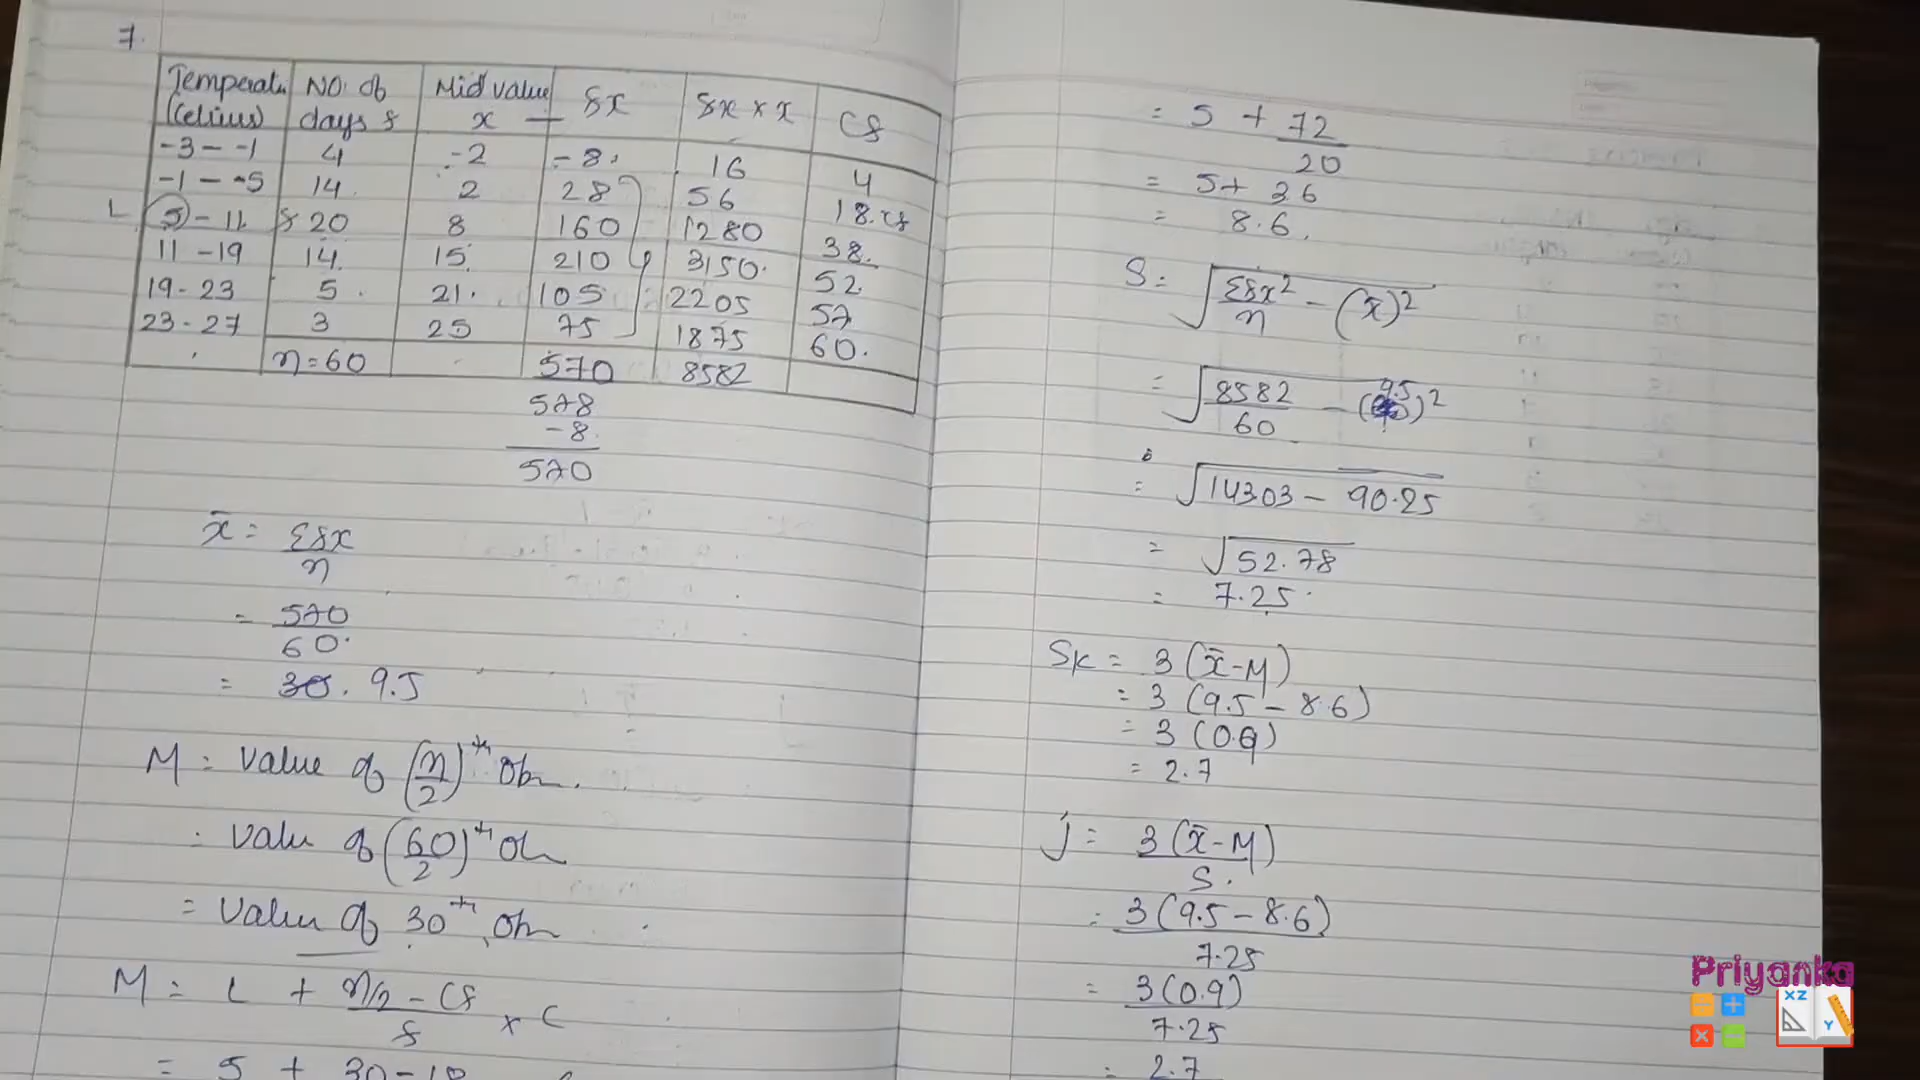 7.
Temperatu (Celsius) NO. of days f Mid value x fx fx × x cf
-3 - -1 4 -2 -8 16 4
-1 - 5 14 2 28 56 18.cf
L 5 - 11 f 20 8 160 1280 38.
11 - 19 14 15 210 3150 52
19 - 23 5 21 105 2205 57
23 - 27 3 25 75 1875 60
n = 60 570 8582
578
-8
570
x̄ = Σfx / n
= 570 / 60
= 9.5
M = value of (n/2)th Obn.
= valu of (60/2)th Ob
= value of 30th Obn
M = L + n/2 - cf / f × c
= 5 + 30 - 18
= 5 + 72 / 20
= 5 + 36
= 8.6
S = √Σfx² / n - (x̄)²
= √8582 / 60 - (9.5)²
= √143.03 - 90.25
= √52.78
= 7.25
SK = 3 (x̄ - M)
= 3 (9.5 - 8.6)
= 3 (0.9)
= 2.7
j = 3 (x̄ - M) / S
= 3 (9.5 - 8.6) / 7.25
= 3 (0.9) / 7.25
= 2.7
Priyanka
XZ
Y